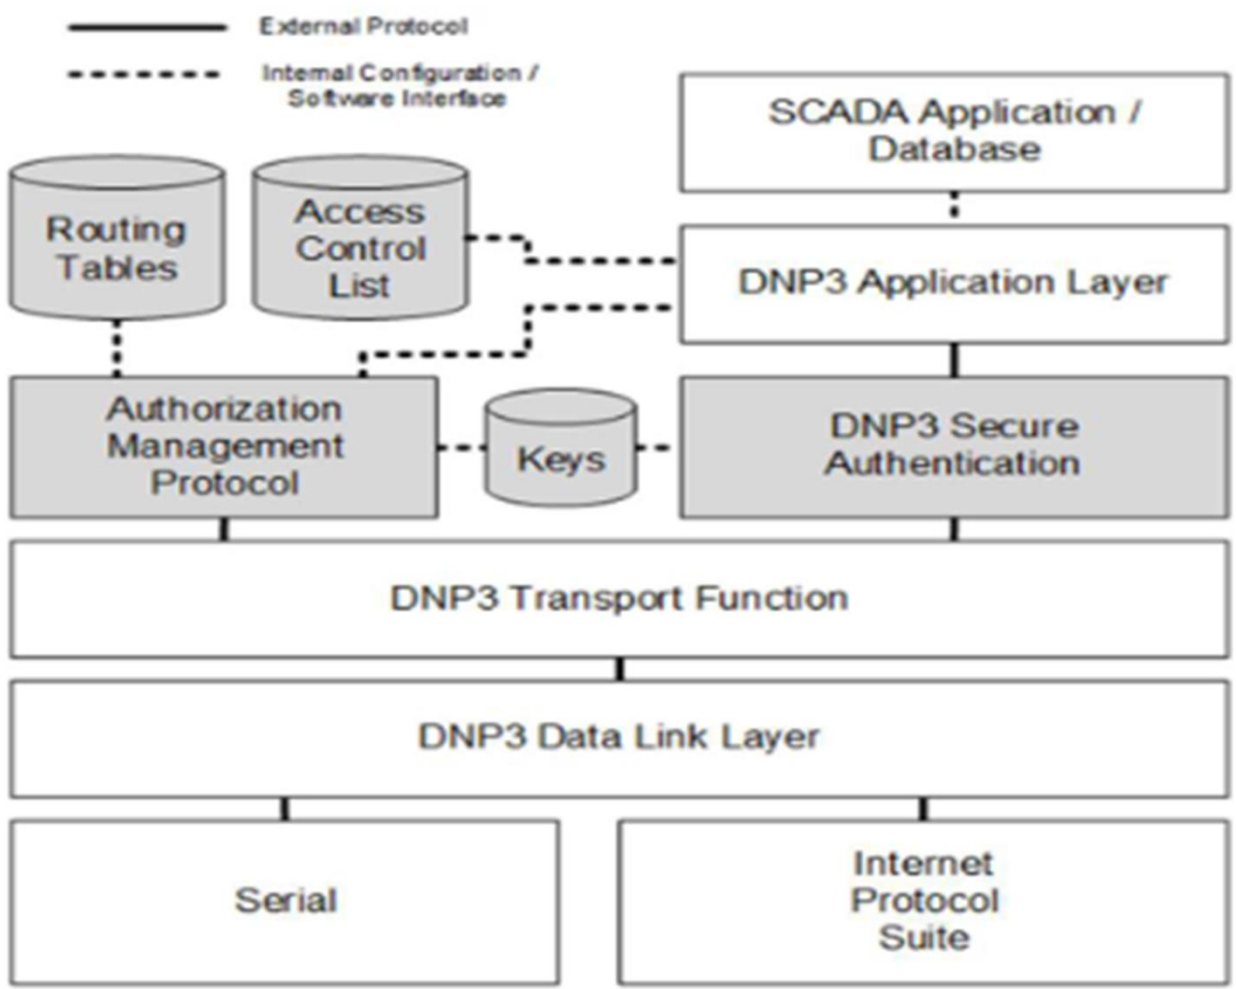 External Protocol
Internal Configuration /
Software Interface
SCADA Application /
Database
Routing
Tables
Access
Control
List
DNP3 Application Layer
Authorization
Management
Protocol
Keys
DNP3 Secure
Authentication
DNP3 Transport Function
DNP3 Data Link Layer
Serial
Internet
Protocol
Suite